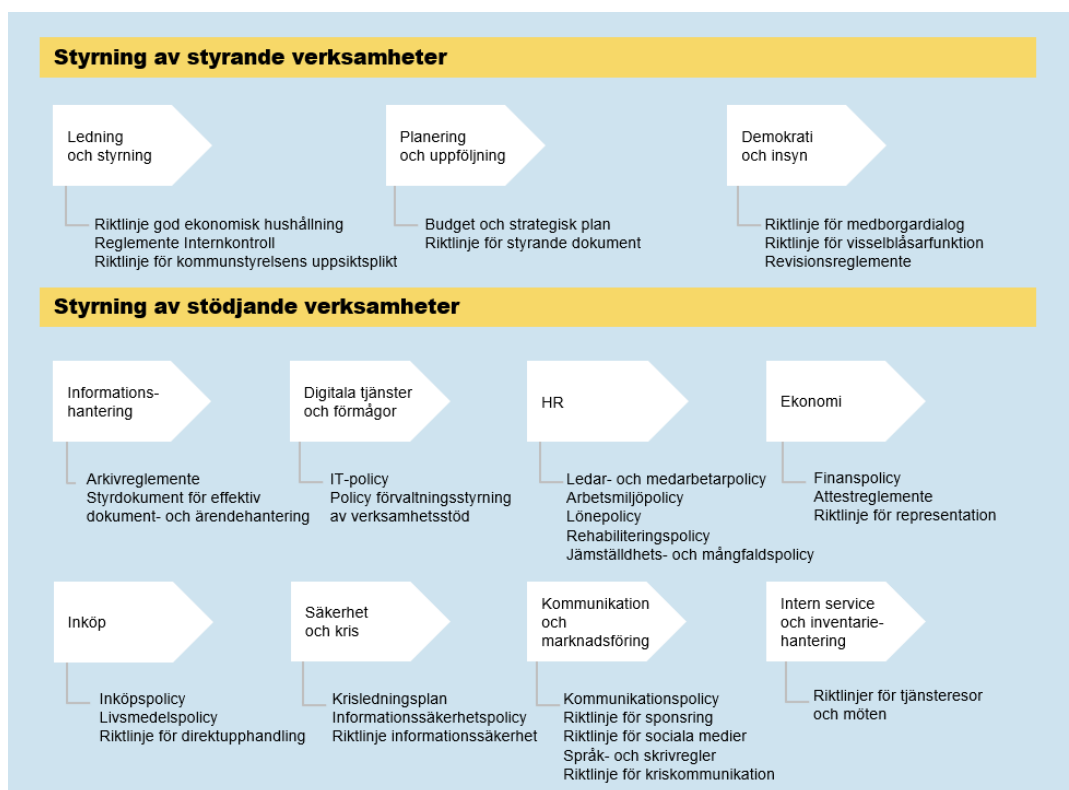 Styrning av styrande verksamheter
Ledning
och styrning
Riktlinje god ekonomisk hushållning
Reglemente Internkontroll
Riktlinje för kommunstyrelsens uppsiktsplikt
Planering
och uppföljning
Budget och strategisk plan
Riktlinje för styrande dokument
Demokrati
och insyn
Riktlinje för medborgardialog
Riktlinje för visselblåsarfunktion
Revisionsreglemente
Styrning av stödjande verksamheter
Informations-
hantering
Arkivreglemente
Styrdokument för effektiv
dokument- och ärendehantering
Digitala tjänster
och förmågor
IT-policy
Policy förvaltningsstyrning
av verksamhetsstöd
HR
Ledar- och medarbetarpolicy
Arbetsmiljöpolicy
Lönepolicy
Rehabiliteringspolicy
Jämställdhets- och mångfaldspolicy
Ekonomi
Finanspolicy
Attestreglemente
Riktlinje för representation
Inköp
Inköpspolicy
Livsmedelspolicy
Riktlinje för direktupphandling
Säkerhet
och kris
Krisledningsplan
Informationssäkerhetspolicy
Riktlinje informationssäkerhet
Kommunikation
och
marknadsföring
Kommunikationspolicy
Riktlinje för sponsring
Riktlinje för sociala medier
Språk- och skrivregler
Riktlinje för kriskommunikation
Intern service
och inventarie-
hantering
Riktlinjer för tjänsteresor
och möten